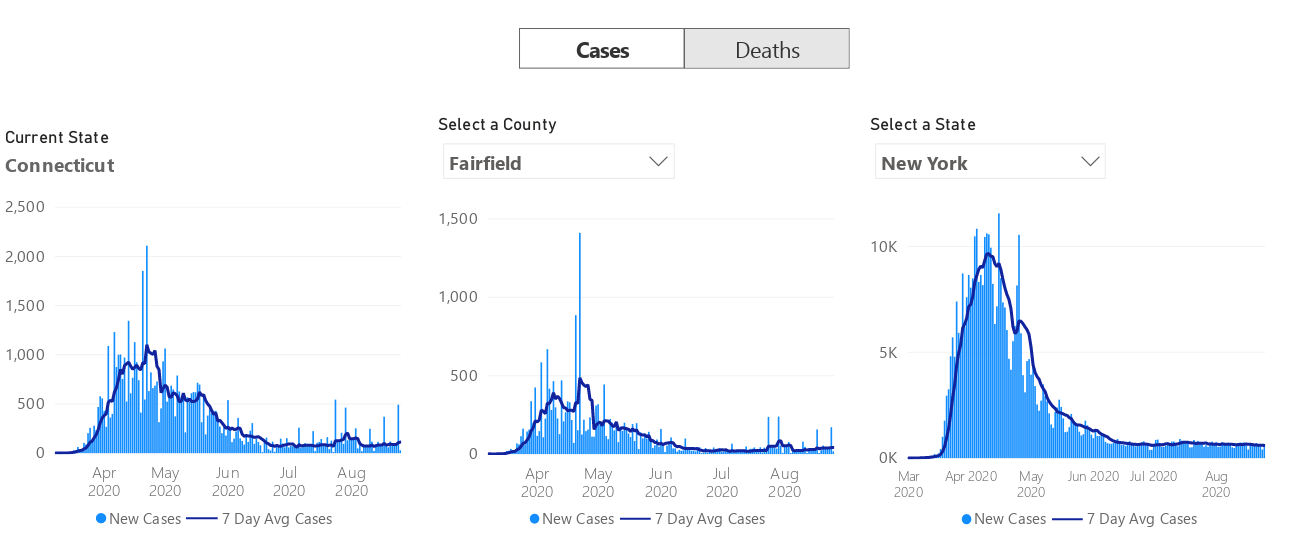 Cases Deaths
Current State
Connecticut
2,500
2,000
1,500
1,000
500
0
Apr 2020 May 2020 Jun 2020 Jul 2020 Aug 2020
New Cases 7 Day Avg Cases
Select a County
Fairfield
1,500
1,000
500
0
Apr 2020 May 2020 Jun 2020 Jul 2020 Aug 2020
New Cases 7 Day Avg Cases
Select a State
New York
10K
5K
0K
Mar 2020 Apr 2020 May 2020 Jun 2020 Jul 2020 Aug 2020
New Cases 7 Day Avg Cases